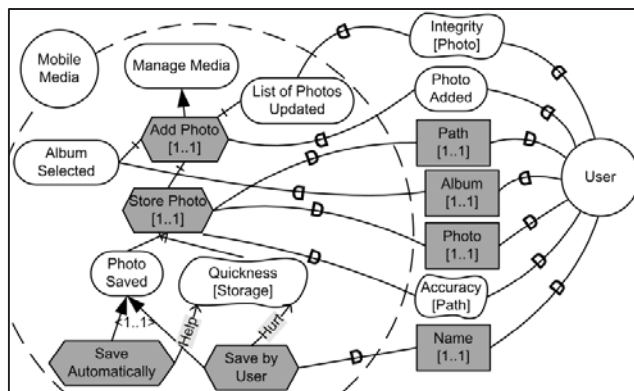 Mobile
Media
Manage Media
List of Photos
Updated
Integrity
[Photo]
Photo
Added
Add Photo
[1..1]
Album
Selected
Path
[1..1]
Album
[1..1]
User
Store Photo
[1..1]
Photo
[1..1]
Photo
Saved
Quickness
[Storage]
Accuracy
[Path]
<1..1>
Help
Hurt
Save
Automatically
Save by
User
Name
[1..1]
D
D
D
D
D
D
D
D
D
D
D
D
D
D